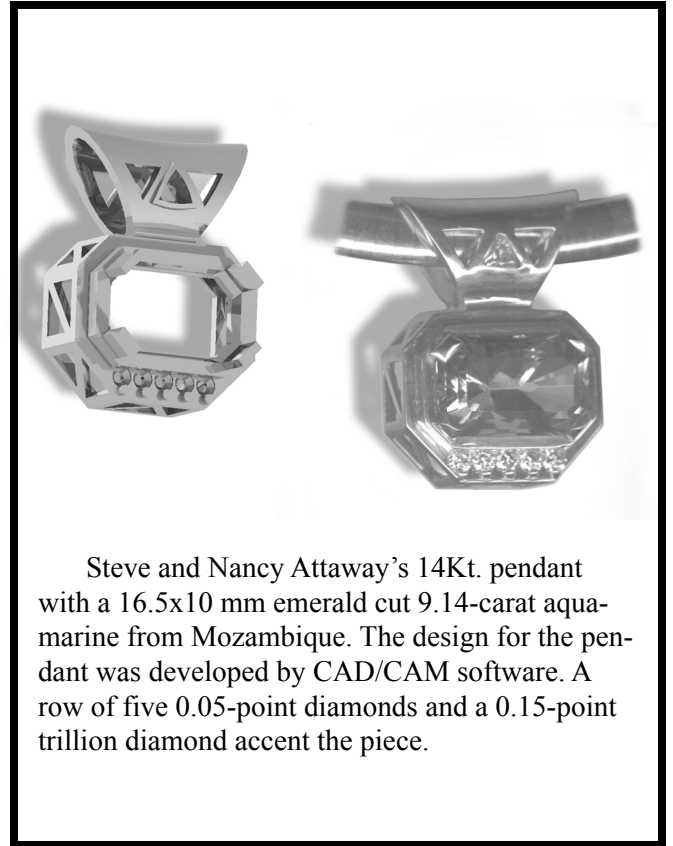 Steve and Nancy Attaway’s 14Kt. pendant
with a 16.5x10 mm emerald cut 9.14-carat aqua-
marine from Mozambique. The design for the pen-
dant was developed by CAD/CAM software. A
row of five 0.05-point diamonds and a 0.15-point
trillion diamond accent the piece.